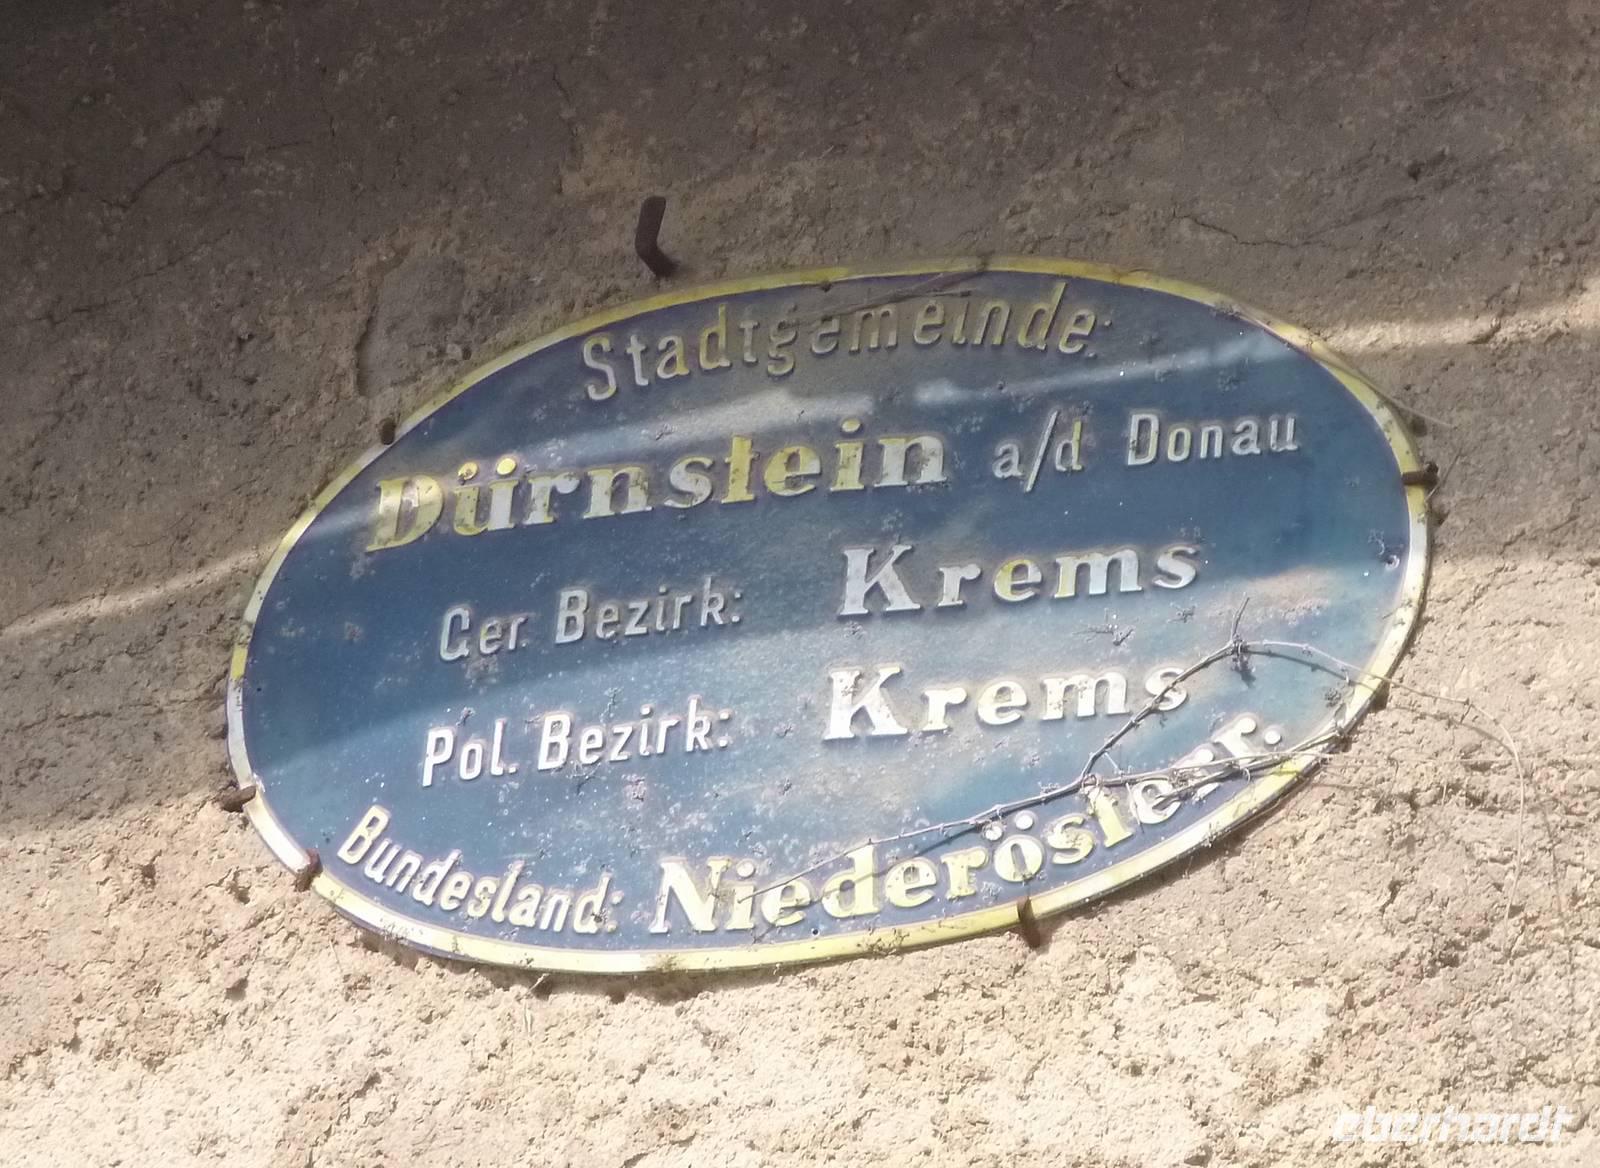 Stadtgemeinde:
Dürnstein a/d Donau
Ger. Bezirk: Krems
Pol. Bezirk: Krems
Bundesland: Niederösterr.
eberhardt